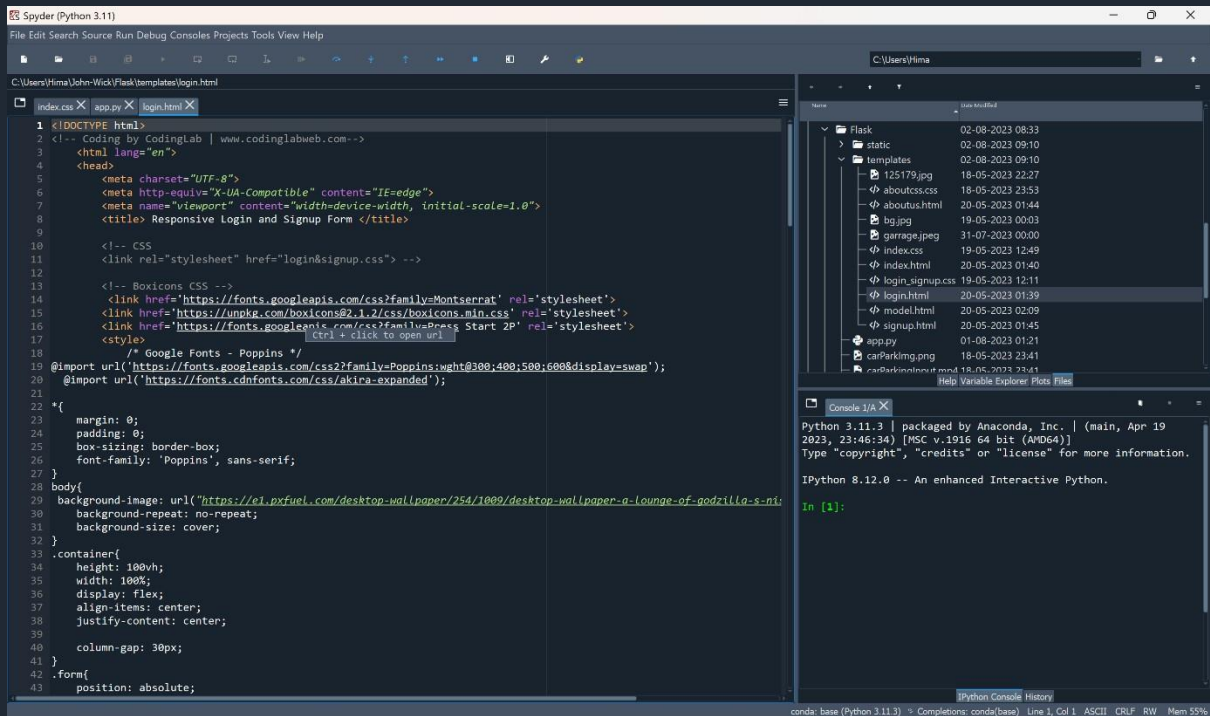 Spyder (Python 3.11)
File Edit Search Source Run Debug Consoles Projects Tools View Help
C:\Users\Hima
C:\Users\Hima\John-Wick\Flask\templates\login.html
index.css app.py login.html
1 <!DOCTYPE html>
2 <!-- Coding by CodingLab | www.codinglabweb.com-->
3 <html lang="en">
4 <head>
5 <meta charset="UTF-8">
6 <meta http-equiv="X-UA-Compatible" content="IE=edge">
7 <meta name="viewport" content="width=device-width, initial-scale=1.0">
8 <title> Responsive Login and Signup Form </title>
9
10 <!-- CSS
11 <link rel="stylesheet" href="login&signup.css"> -->
12
13 <!-- Boxicons CSS -->
14 <link href='https://fonts.googleapis.com/css?family=Montserrat' rel='stylesheet'>
15 <link href='https://unpkg.com/boxicons@2.1.2/css/boxicons.min.css' rel='stylesheet'>
16 <link href='https://fonts.googleapis.com/css?family=Press Start 2P' rel='stylesheet'>
Ctrl + click to open url
17 <style>
18 /* Google Fonts - Poppins */
19 @import url('https://fonts.googleapis.com/css2?family=Poppins:wght@300;400;500;600&display=swap');
20 @import url('https://fonts.cdnfonts.com/css/akira-expanded');
21
22 *{
23 margin: 0;
24 padding: 0;
25 box-sizing: border-box;
26 font-family: 'Poppins', sans-serif;
27 }
28 body{
29 background-image: url("https://e1.pxfuel.com/desktop-wallpaper/254/1009/desktop-wallpaper-a-lounge-of-godzilla-s-ni
30 background-repeat: no-repeat;
31 background-size: cover;
32 }
33 .container{
34 height: 100vh;
35 width: 100%;
36 display: flex;
37 align-items: center;
38 justify-content: center;
39
40 column-gap: 30px;
41 }
42 .form{
43 position: absolute;
Name Date Modified
Flask 02-08-2023 08:33
static 02-08-2023 09:10
templates 02-08-2023 09:10
125179.jpg 18-05-2023 22:27
aboutcss.css 18-05-2023 23:53
aboutus.html 20-05-2023 01:44
bg.jpg 19-05-2023 00:03
garrage.jpeg 31-07-2023 00:00
index.css 19-05-2023 12:49
index.html 20-05-2023 01:40
login_signup.css 19-05-2023 12:11
login.html 20-05-2023 01:39
model.html 20-05-2023 02:09
signup.html 20-05-2023 01:45
app.py 01-08-2023 01:21
carParkImg.png 18-05-2023 23:41
carParkingInput.mp4 18-05-2023 23:41
Help Variable Explorer Plots Files
Console 1/A
Python 3.11.3 | packaged by Anaconda, Inc. | (main, Apr 19
2023, 23:46:34) [MSC v.1916 64 bit (AMD64)]
Type "copyright", "credits" or "license" for more information.
IPython 8.12.0 -- An enhanced Interactive Python.
In [1]:
IPython Console History
conda: base (Python 3.11.3) Completions: conda(base) Line 1, Col 1 ASCII CRLF RW Mem 55%